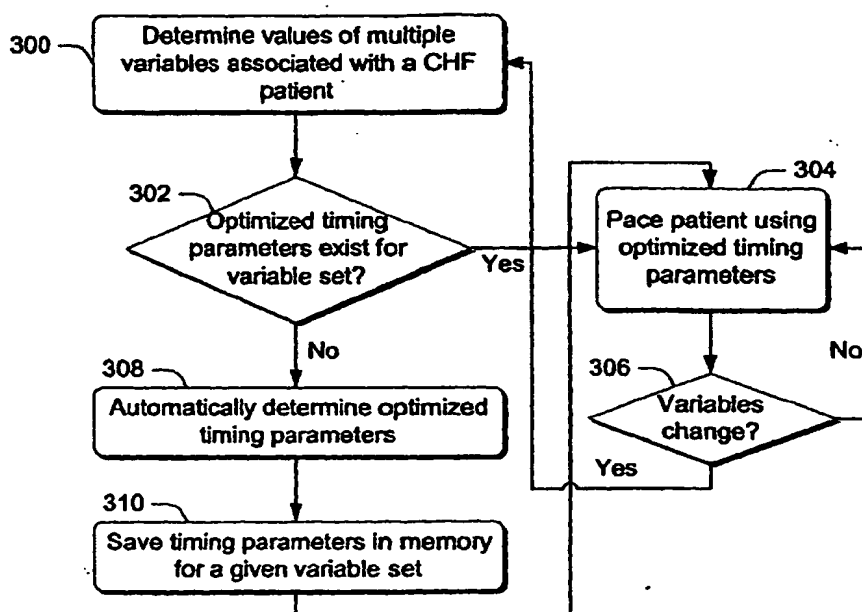 300
Determine values of multiple
variables associated with a CHF
patient
302
Optimized timing
parameters exist for
variable set?
Yes
No
304
Pace patient using
optimized timing
parameters
306
Variables
change?
No
Yes
308
Automatically determine optimized
timing parameters
310
Save timing parameters in memory
for a given variable set